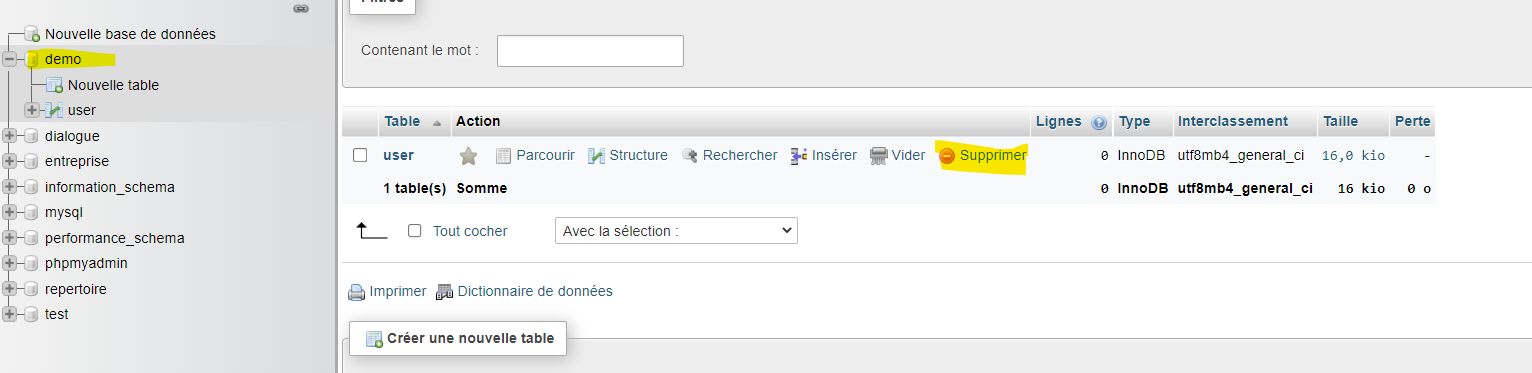 Filtres
Nouvelle base de données
demo
Nouvelle table
user
dialogue
entreprise
information_schema
mysql
performance_schema
phpmyadmin
repertoire
test
Contenant le mot :
Table Action Lignes Type Interclassement Taille Perte
user Parcourir Structure Rechercher Insérer Vider Supprimer 0 InnoDB utf8mb4_general_ci 16,0 kio -
1 table(s) Somme 0 InnoDB utf8mb4_general_ci 16 kio 0 o
Tout cocher Avec la sélection :
Imprimer Dictionnaire de données
Créer une nouvelle table